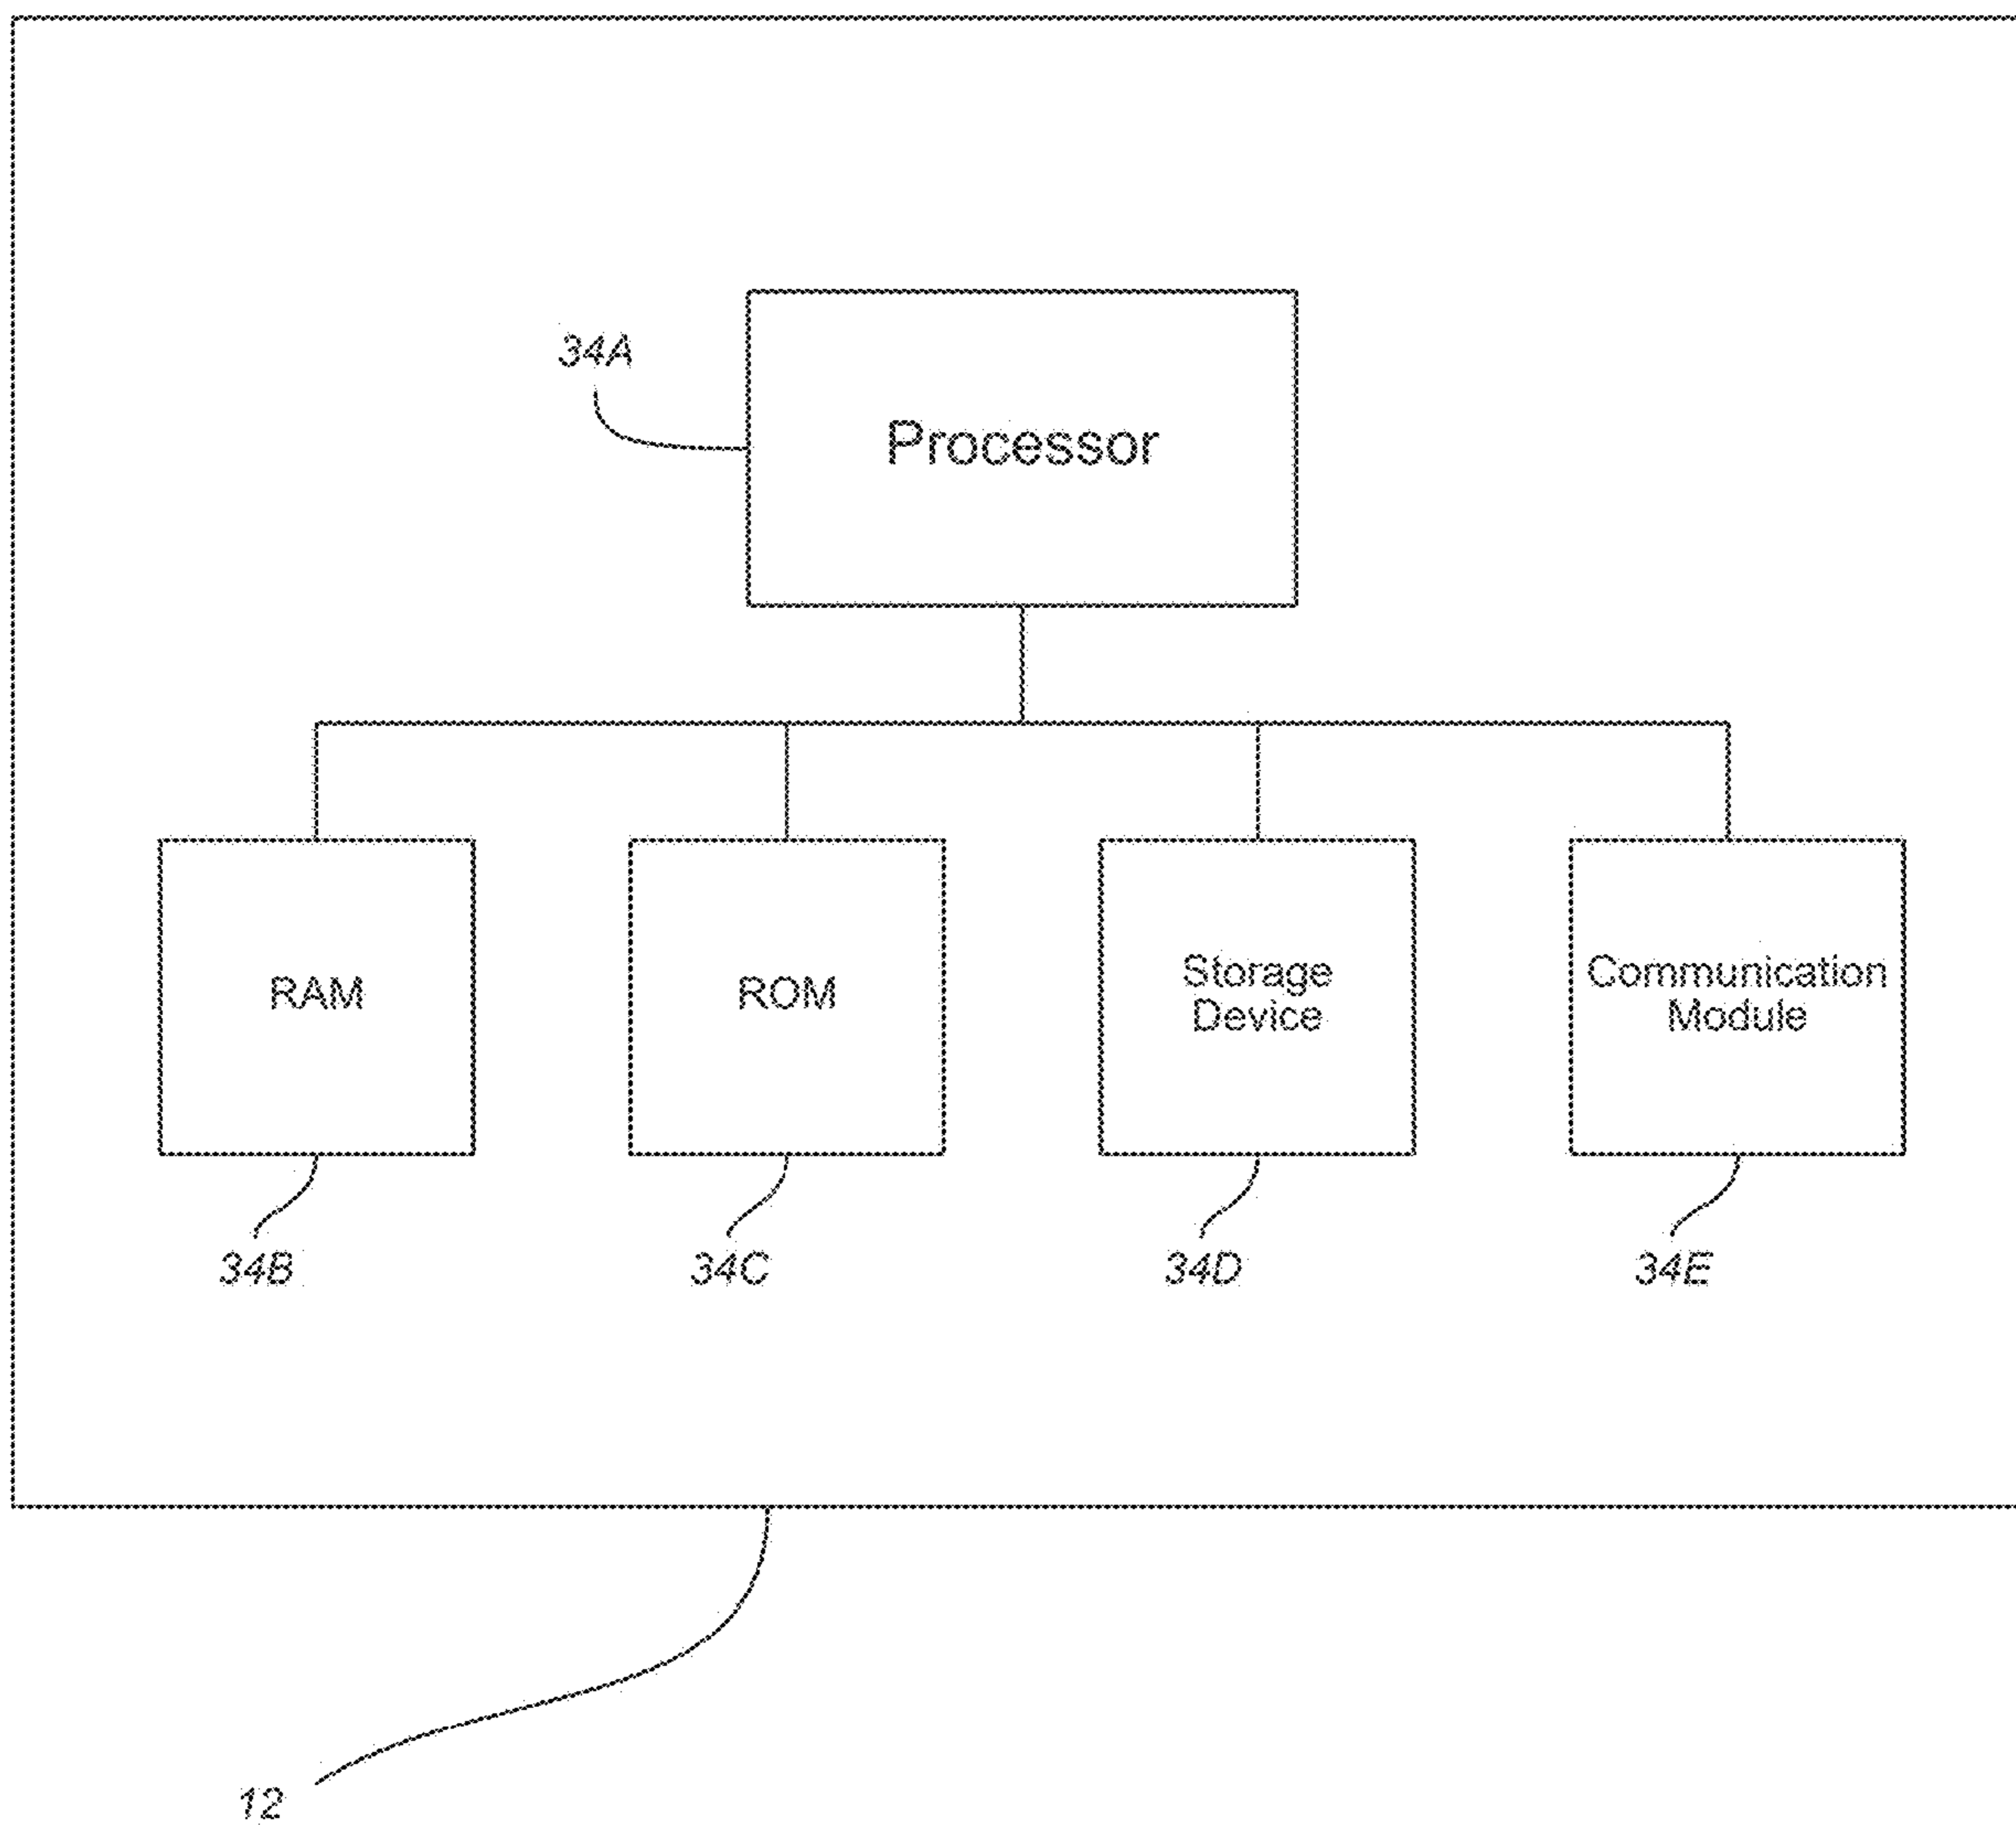 34A
Processor
RAM
ROM
Storage
Device
Communication
Module
34B
34C
34D
34E
12